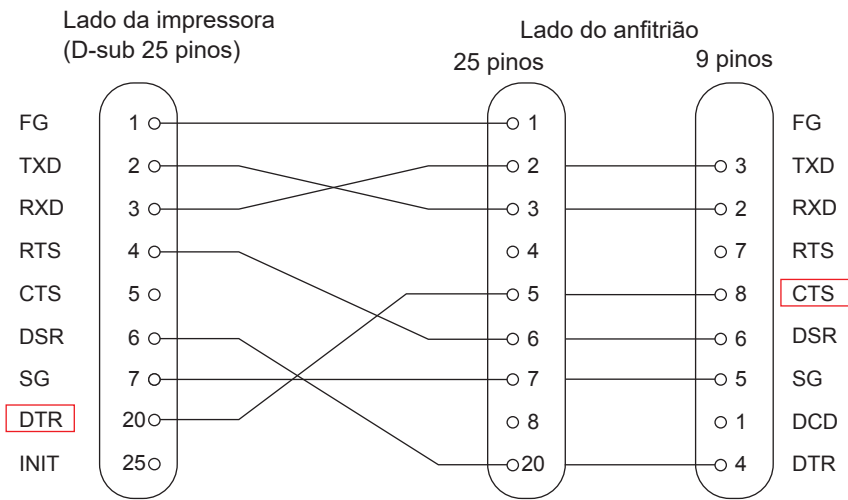 Lado da impressora
(D-sub 25 pinos)
Lado do anfitrião
25 pinos
9 pinos
FG 1 1 FG
TXD 2 2 3 TXD
RXD 3 3 2 RXD
RTS 4 4 7 RTS
CTS 5 5 8 CTS
DSR 6 6 6 DSR
SG 7 7 5 SG
DTR 20 8 1 DCD
INIT 25 20 4 DTR